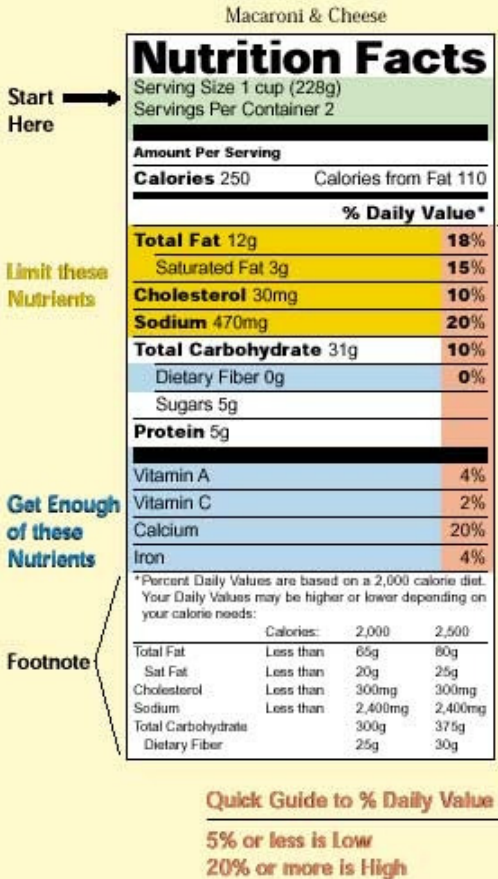 Macaroni & Cheese
Nutrition Facts
Start Here
Serving Size 1 cup (228g)
Servings Per Container 2
Amount Per Serving
Calories 250 Calories from Fat 110
% Daily Value*
Limit these
Nutrients
Total Fat 12g 18%
Saturated Fat 3g 15%
Cholesterol 30mg 10%
Sodium 470mg 20%
Total Carbohydrate 31g 10%
Dietary Fiber 0g 0%
Sugars 5g
Protein 5g
Get Enough
of these
Nutrients
Vitamin A 4%
Vitamin C 2%
Calcium 20%
Iron 4%
Footnote
*Percent Daily Values are based on a 2,000 calorie diet.
Your Daily Values may be higher or lower depending on
your calorie needs:
Calories: 2,000 2,500
Total Fat Less than 65g 80g
Sat Fat Less than 20g 25g
Cholesterol Less than 300mg 300mg
Sodium Less than 2,400mg 2,400mg
Total Carbohydrate 300g 375g
Dietary Fiber 25g 30g
Quick Guide to % Daily Value
5% or less is Low
20% or more is High